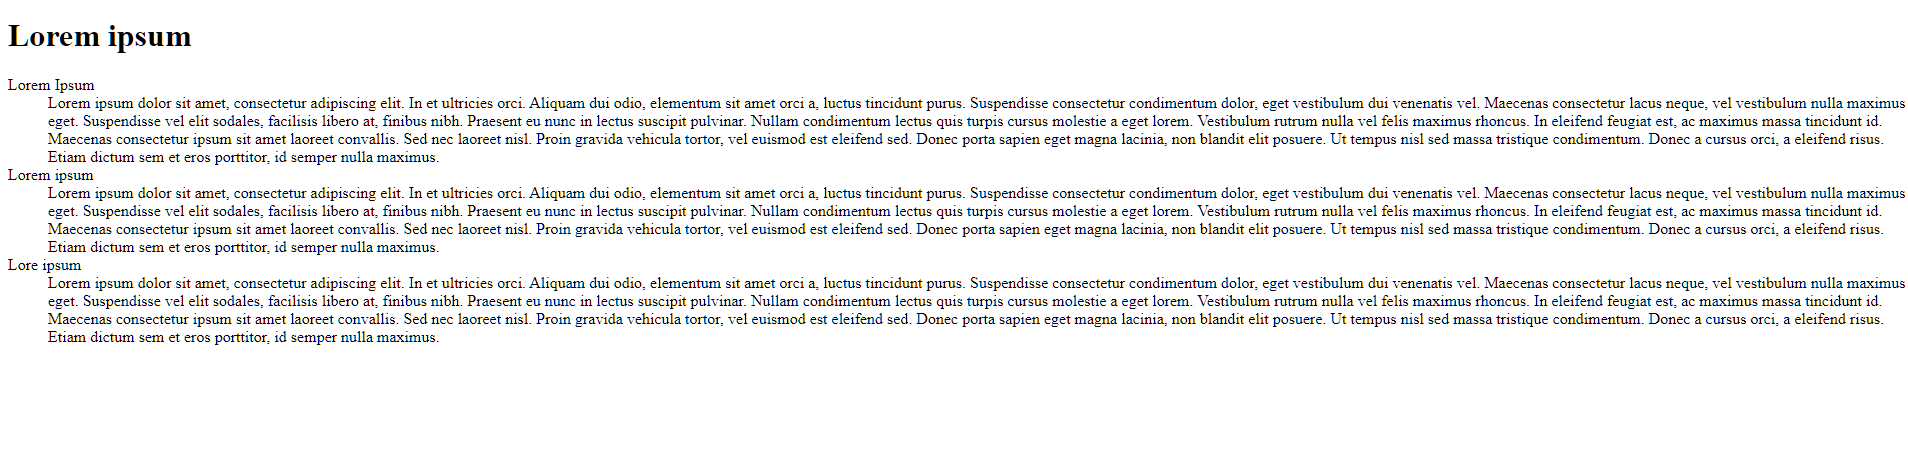 Lorem ipsum
Lorem Ipsum
Lorem ipsum dolor sit amet, consectetur adipiscing elit. In et ultricies orci. Aliquam dui odio, elementum sit amet orci a, luctus tincidunt purus. Suspendisse consectetur condimentum dolor, eget vestibulum dui venenatis vel. Maecenas consectetur lacus neque, vel vestibulum nulla maximus
eget. Suspendisse vel elit sodales, facilisis libero at, finibus nibh. Praesent eu nunc in lectus suscipit pulvinar. Nullam condimentum lectus quis turpis cursus molestie a eget lorem. Vestibulum rutrum nulla vel felis maximus rhoncus. In eleifend feugiat est, ac maximus massa tincidunt id.
Maecenas consectetur ipsum sit amet laoreet convallis. Sed nec laoreet nisl. Proin gravida vehicula tortor, vel euismod est eleifend sed. Donec porta sapien eget magna lacinia, non blandit elit posuere. Ut tempus nisl sed massa tristique condimentum. Donec a cursus orci, a eleifend risus.
Etiam dictum sem et eros porttitor, id semper nulla maximus.
Lorem ipsum
Lorem ipsum dolor sit amet, consectetur adipiscing elit. In et ultricies orci. Aliquam dui odio, elementum sit amet orci a, luctus tincidunt purus. Suspendisse consectetur condimentum dolor, eget vestibulum dui venenatis vel. Maecenas consectetur lacus neque, vel vestibulum nulla maximus
eget. Suspendisse vel elit sodales, facilisis libero at, finibus nibh. Praesent eu nunc in lectus suscipit pulvinar. Nullam condimentum lectus quis turpis cursus molestie a eget lorem. Vestibulum rutrum nulla vel felis maximus rhoncus. In eleifend feugiat est, ac maximus massa tincidunt id.
Maecenas consectetur ipsum sit amet laoreet convallis. Sed nec laoreet nisl. Proin gravida vehicula tortor, vel euismod est eleifend sed. Donec porta sapien eget magna lacinia, non blandit elit posuere. Ut tempus nisl sed massa tristique condimentum. Donec a cursus orci, a eleifend risus.
Etiam dictum sem et eros porttitor, id semper nulla maximus.
Lore ipsum
Lorem ipsum dolor sit amet, consectetur adipiscing elit. In et ultricies orci. Aliquam dui odio, elementum sit amet orci a, luctus tincidunt purus. Suspendisse consectetur condimentum dolor, eget vestibulum dui venenatis vel. Maecenas consectetur lacus neque, vel vestibulum nulla maximus
eget. Suspendisse vel elit sodales, facilisis libero at, finibus nibh. Praesent eu nunc in lectus suscipit pulvinar. Nullam condimentum lectus quis turpis cursus molestie a eget lorem. Vestibulum rutrum nulla vel felis maximus rhoncus. In eleifend feugiat est, ac maximus massa tincidunt id.
Maecenas consectetur ipsum sit amet laoreet convallis. Sed nec laoreet nisl. Proin gravida vehicula tortor, vel euismod est eleifend sed. Donec porta sapien eget magna lacinia, non blandit elit posuere. Ut tempus nisl sed massa tristique condimentum. Donec a cursus orci, a eleifend risus.
Etiam dictum sem et eros porttitor, id semper nulla maximus.